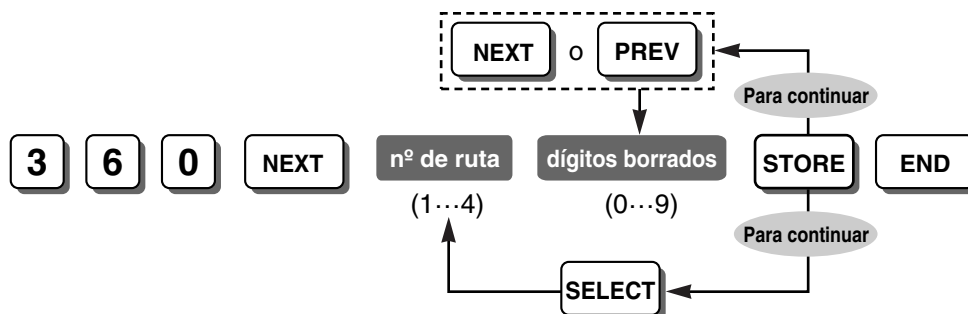 NEXT o PREV
Para continuar
3 6 0 NEXT nº de ruta dígitos borrados STORE END
(1⋯4) (0⋯9)
Para continuar
SELECT